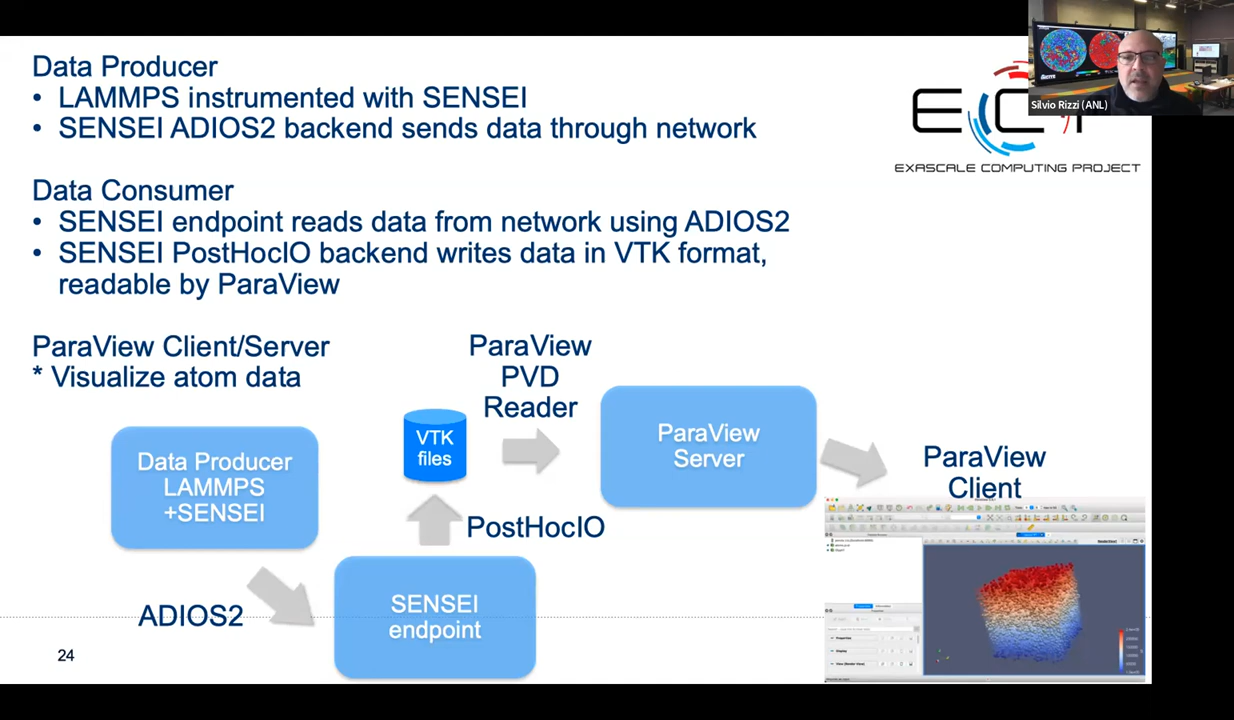 Data Producer
• LAMMPS instrumented with SENSEI
• SENSEI ADIOS2 backend sends data through network
Data Consumer
• SENSEI endpoint reads data from network using ADIOS2
• SENSEI PostHocIO backend writes data in VTK format,
readable by ParaView
ParaView Client/Server
* Visualize atom data
EXASCALE COMPUTING PROJECT
Silvio Rizzi (ANL)
ParaView
PVD
Reader
VTK
files
ParaView
Server
ParaView
Client
Data Producer
LAMMPS
+SENSEI
PostHocIO
ADIOS2
SENSEI
endpoint
Properties
Display
24